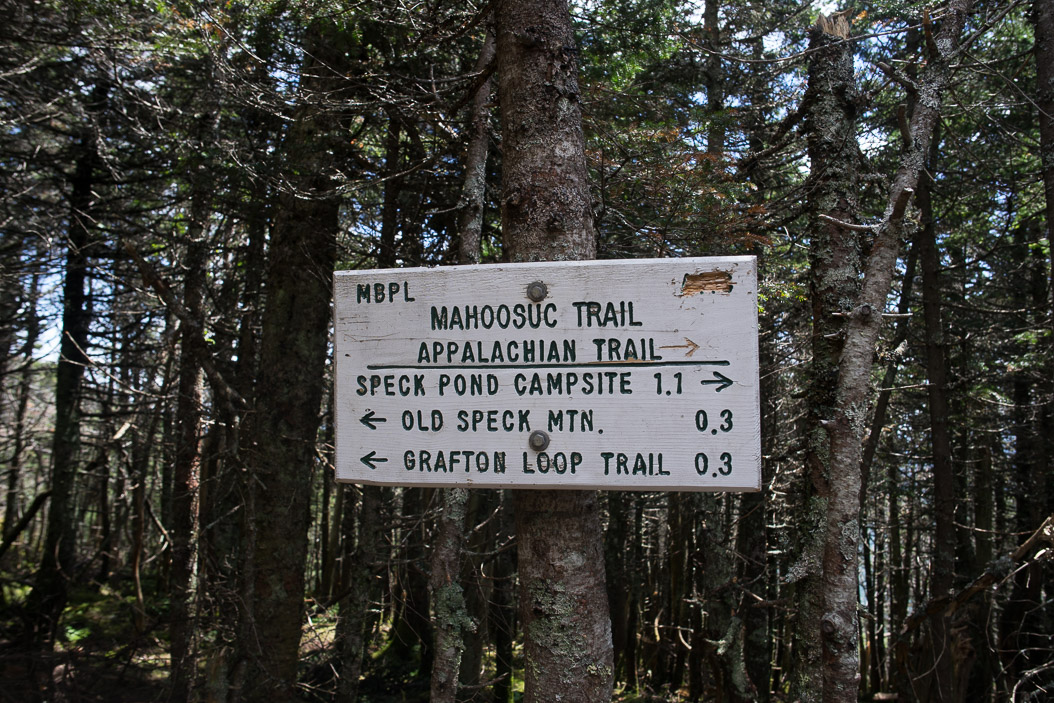 MBPL
MAHOOSUC TRAIL
APPALACHIAN TRAIL →
SPECK POND CAMPSITE 1.1 →
← OLD SPECK MTN. 0.3
← GRAFTON LOOP TRAIL 0.3